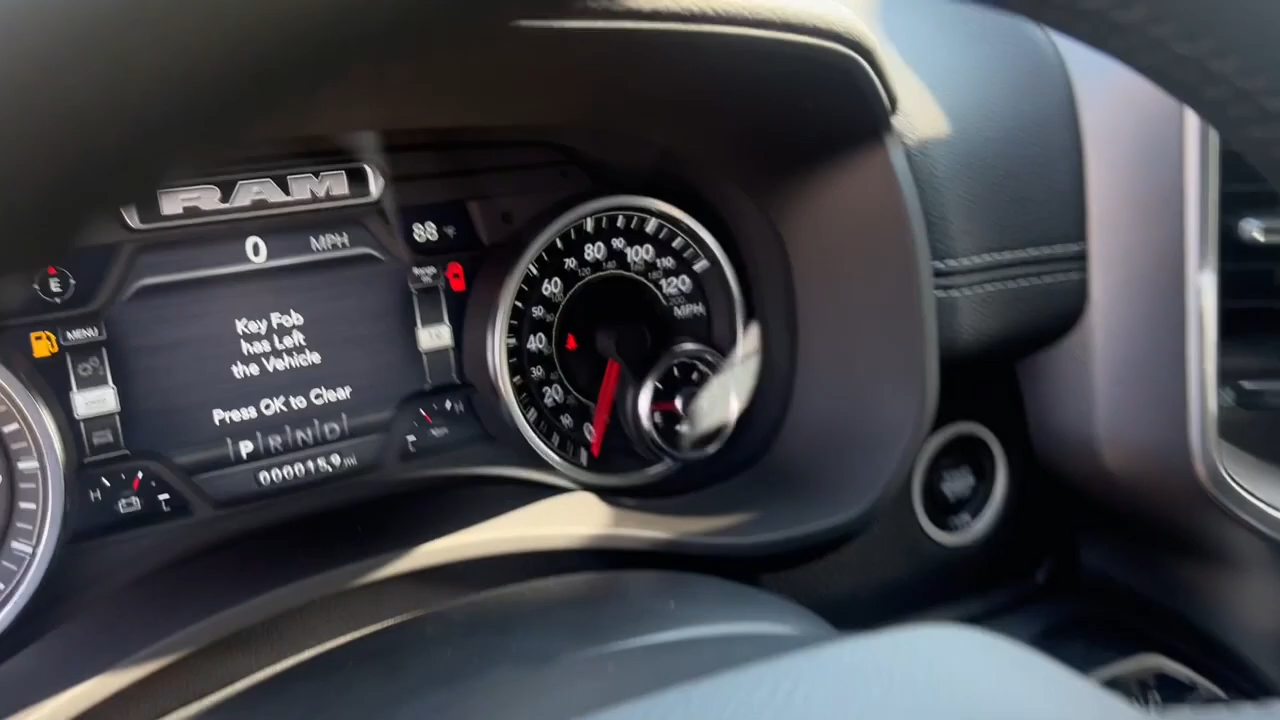 RAM
0 MPH
88
E
MENU
Key Fob
has Left
the Vehicle
Press OK to Clear
P R N D
000015.9 mi
H
0
20
30
40
50
60
70
80
90
100
110
120
MPH